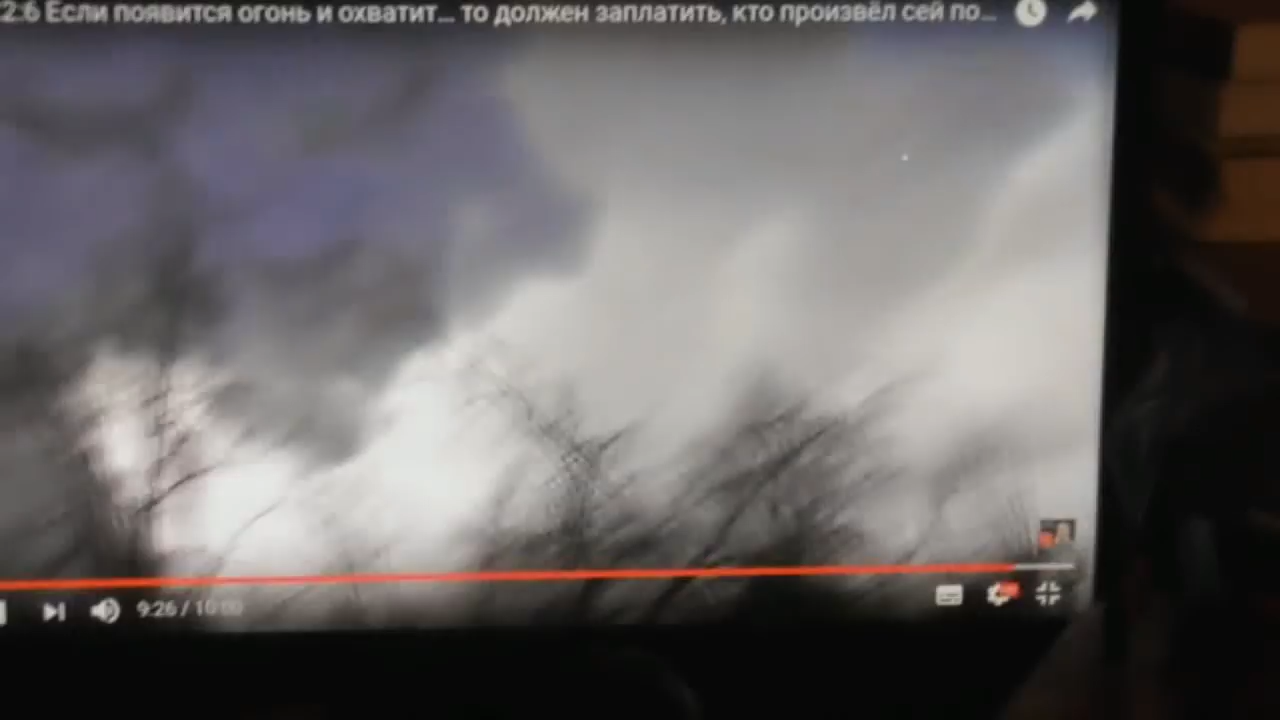 2:6 Если появится огонь и охватит... то должен заплатить, кто произвёл сей по...
9:26 / 10:00